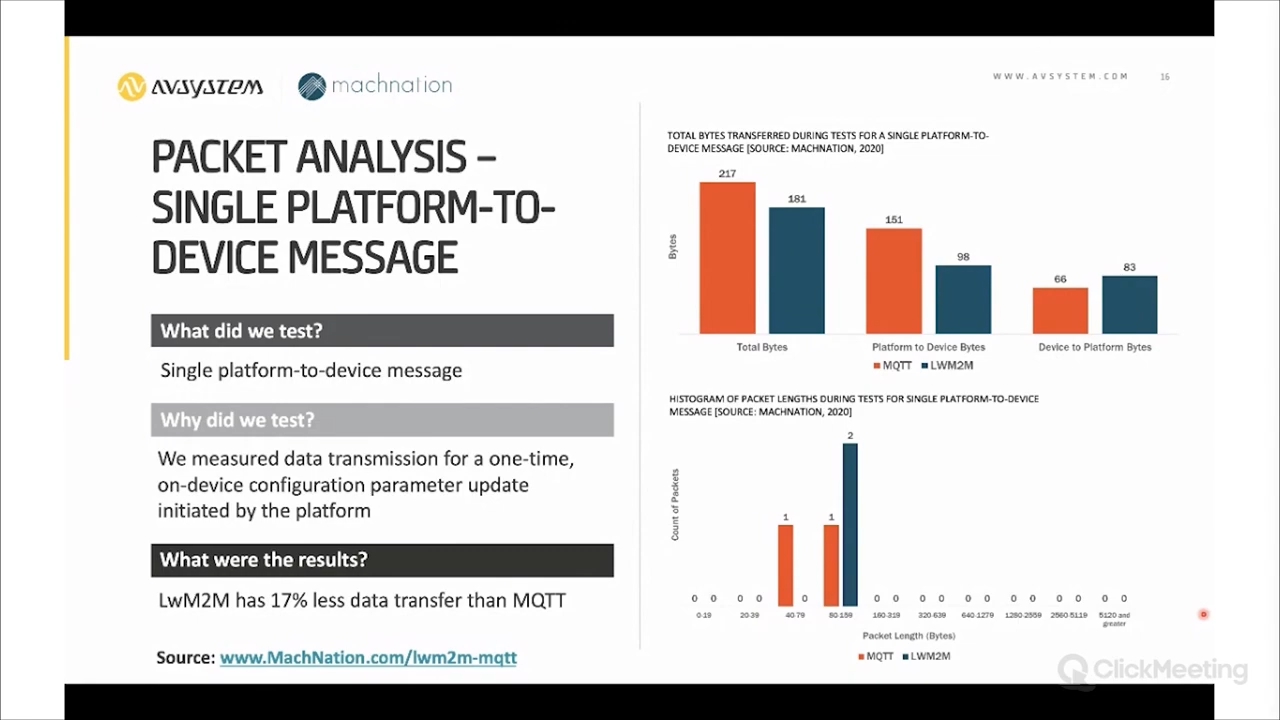 AVSYSTEM
machnation
WWW.AVSYSTEM.COM
16
PACKET ANALYSIS –
SINGLE PLATFORM-TO-
DEVICE MESSAGE
What did we test?
Single platform-to-device message
Why did we test?
We measured data transmission for a one-time,
on-device configuration parameter update
initiated by the platform
What were the results?
LwM2M has 17% less data transfer than MQTT
Source: www.MachNation.com/lwm2m-mqtt
TOTAL BYTES TRANSFERRED DURING TESTS FOR A SINGLE PLATFORM-TO-
DEVICE MESSAGE [SOURCE: MACHNATION, 2020]
217
181
151
98
66
83
Bytes
Total Bytes
Platform to Device Bytes
Device to Platform Bytes
MQTT LWM2M
HISTOGRAM OF PACKET LENGTHS DURING TESTS FOR SINGLE PLATFORM-TO-DEVICE
MESSAGE [SOURCE: MACHNATION, 2020]
Count of Packets
2
1 1
0 0 0 0 0 0 0 0 0 0 0 0 0 0 0 0 0
0-19 20-39 40-79 80-159 160-319 320-639 640-1279 1280-2559 2560-5119 5120 and
greater
Packet Length (Bytes)
MQTT LWM2M
ClickMeeting